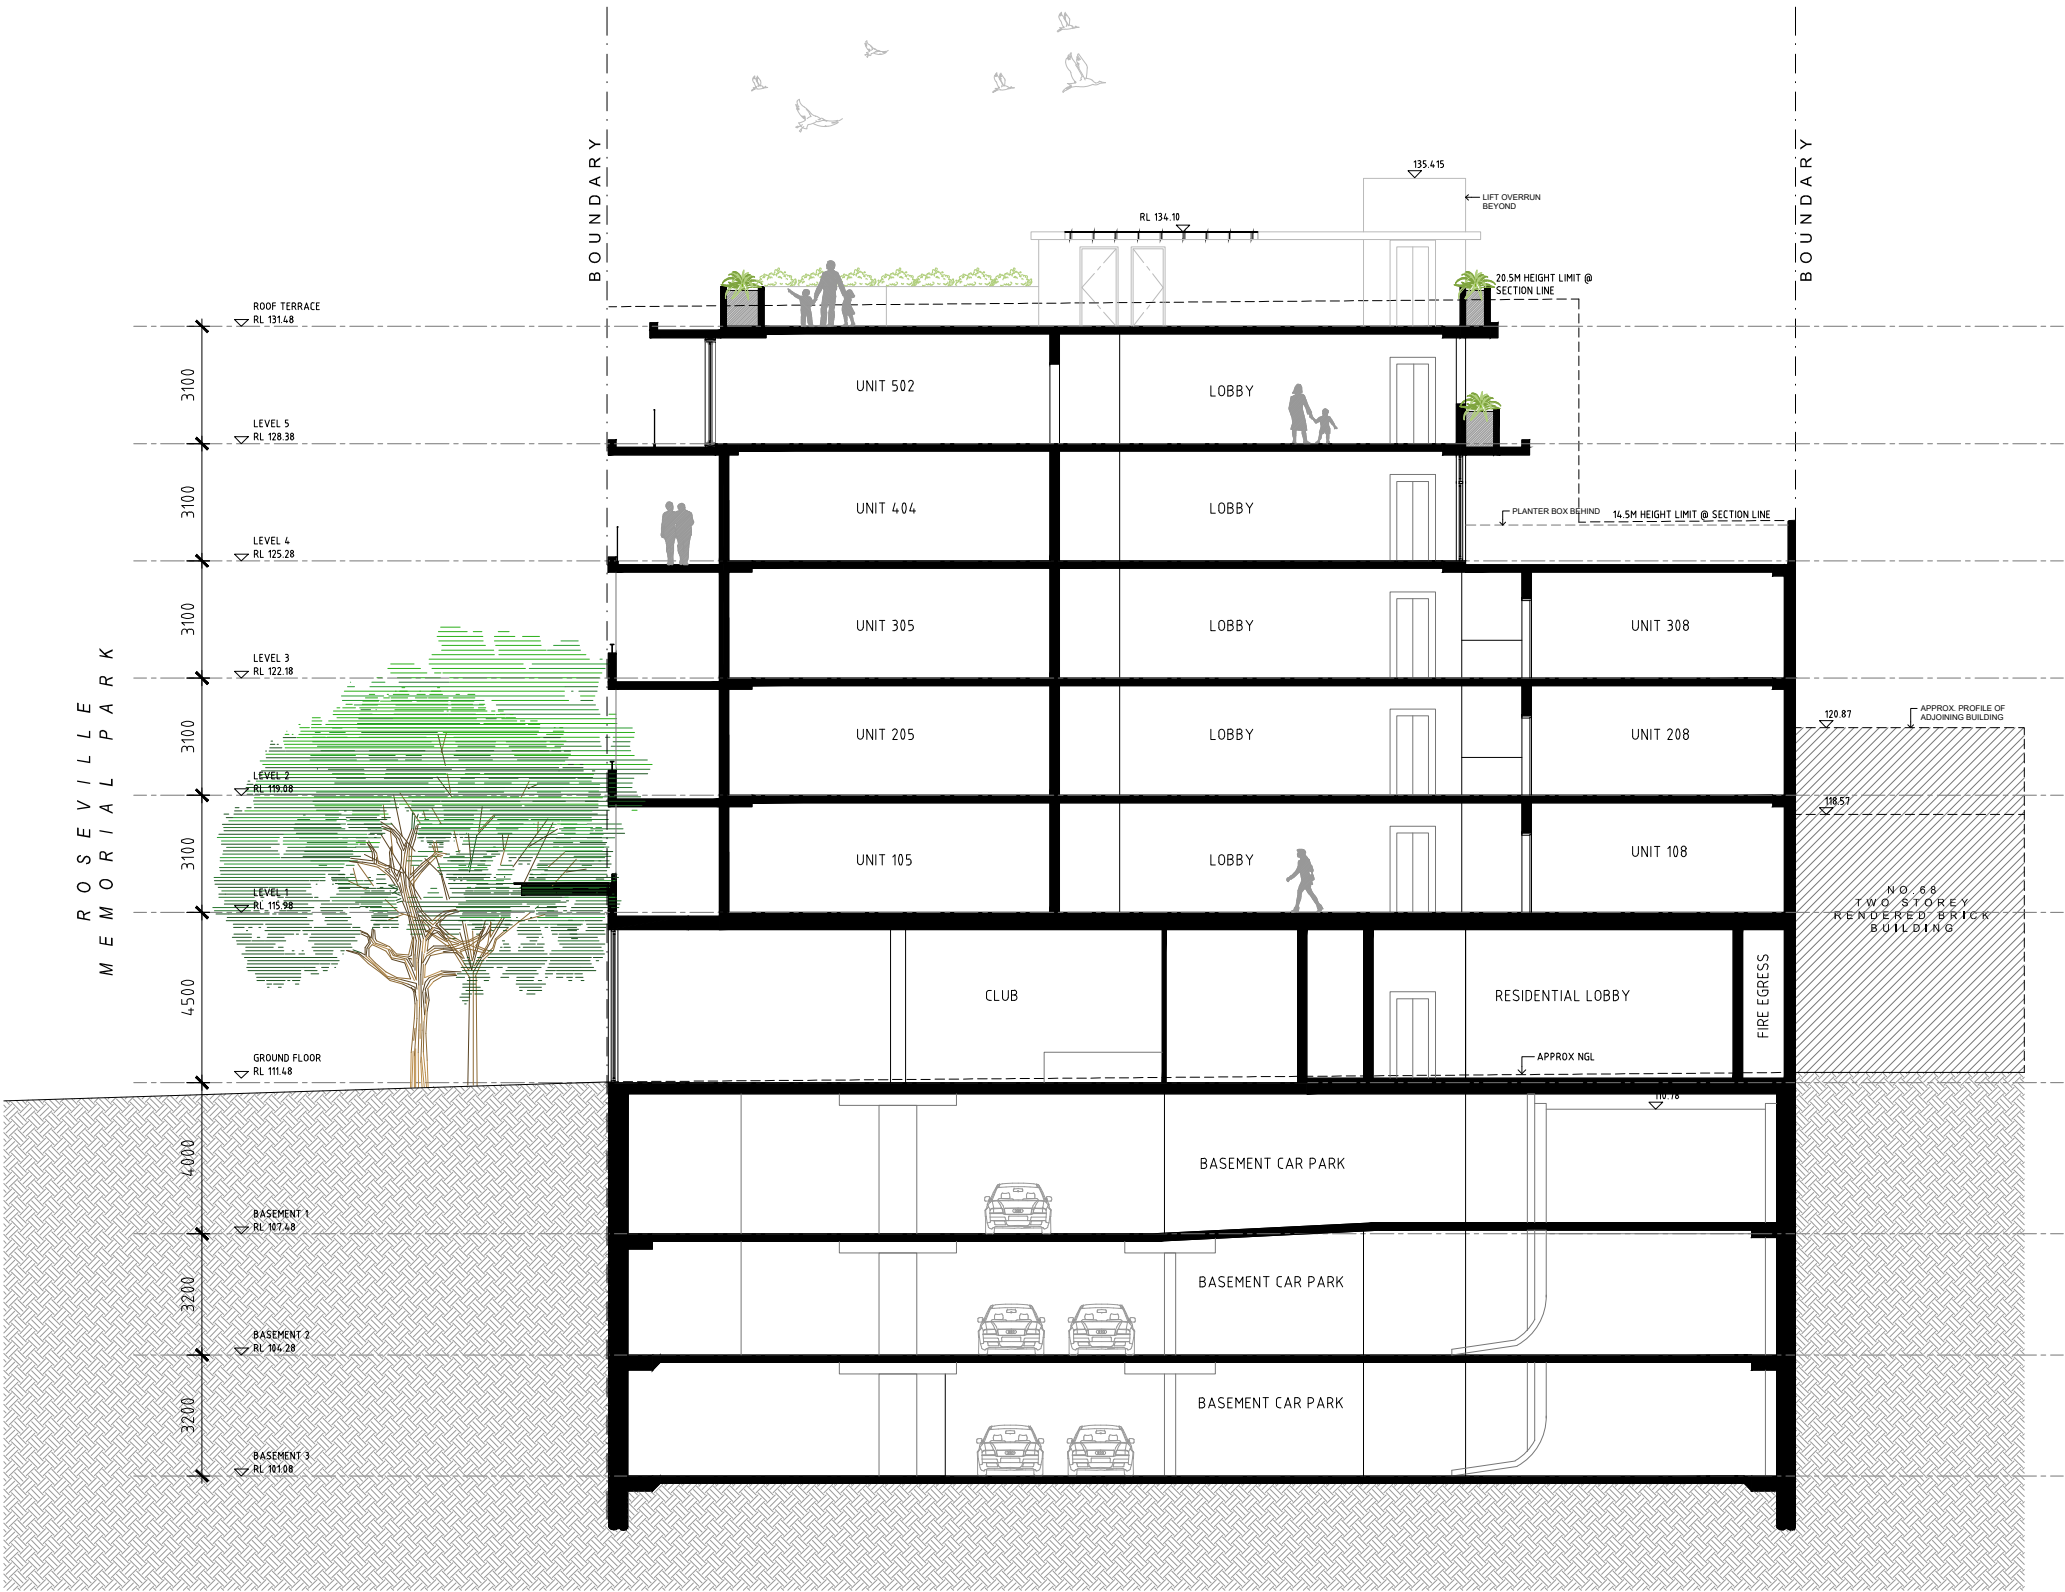 BOUNDARY
BOUNDARY
135.415
LIFT OVERRUN
BEYOND
RL 134.10
20.5M HEIGHT LIMIT @
SECTION LINE
ROOF TERRACE
RL 131.48
3100
UNIT 502
LOBBY
LEVEL 5
RL 128.38
3100
UNIT 404
LOBBY
PLANTER BOX BEHIND
14.5M HEIGHT LIMIT @ SECTION LINE
LEVEL 4
RL 125.28
3100
UNIT 305
LOBBY
UNIT 308
LEVEL 3
RL 122.18
ROSEVILLE
MEMORIAL PARK
3100
UNIT 205
LOBBY
UNIT 208
120.87
APPROX. PROFILE OF
ADJOINING BUILDING
LEVEL 2
RL 119.08
118.57
3100
UNIT 105
LOBBY
UNIT 108
LEVEL 1
RL 115.98
NO.68
TWO STOREY
RENDERED BRICK
BUILDING
4500
CLUB
RESIDENTIAL LOBBY
FIRE EGRESS
GROUND FLOOR
RL 111.48
APPROX NGL
110.78
4000
BASEMENT CAR PARK
BASEMENT 1
RL 107.48
3200
BASEMENT CAR PARK
BASEMENT 2
RL 104.28
3200
BASEMENT CAR PARK
BASEMENT 3
RL 101.08